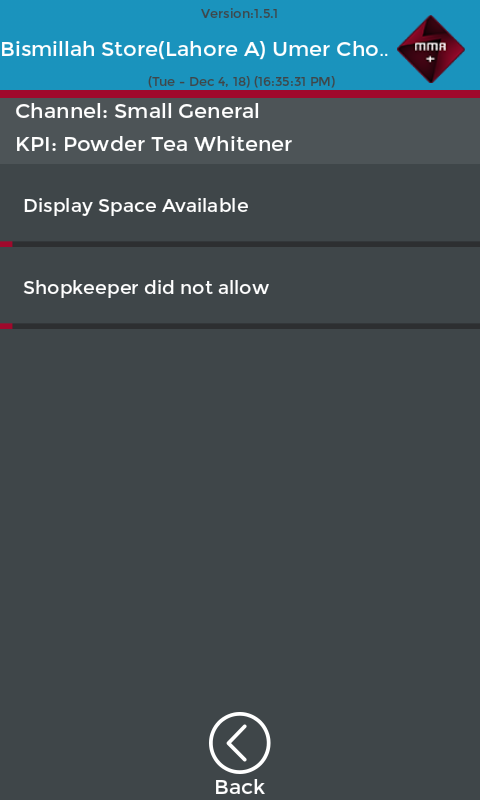 Version:1.5.1
Bismillah Store(Lahore A) Umer Cho..
MMA
+
(Tue - Dec 4, 18) (16:35:31 PM)
Channel: Small General
KPI: Powder Tea Whitener
Display Space Available
Shopkeeper did not allow
Back